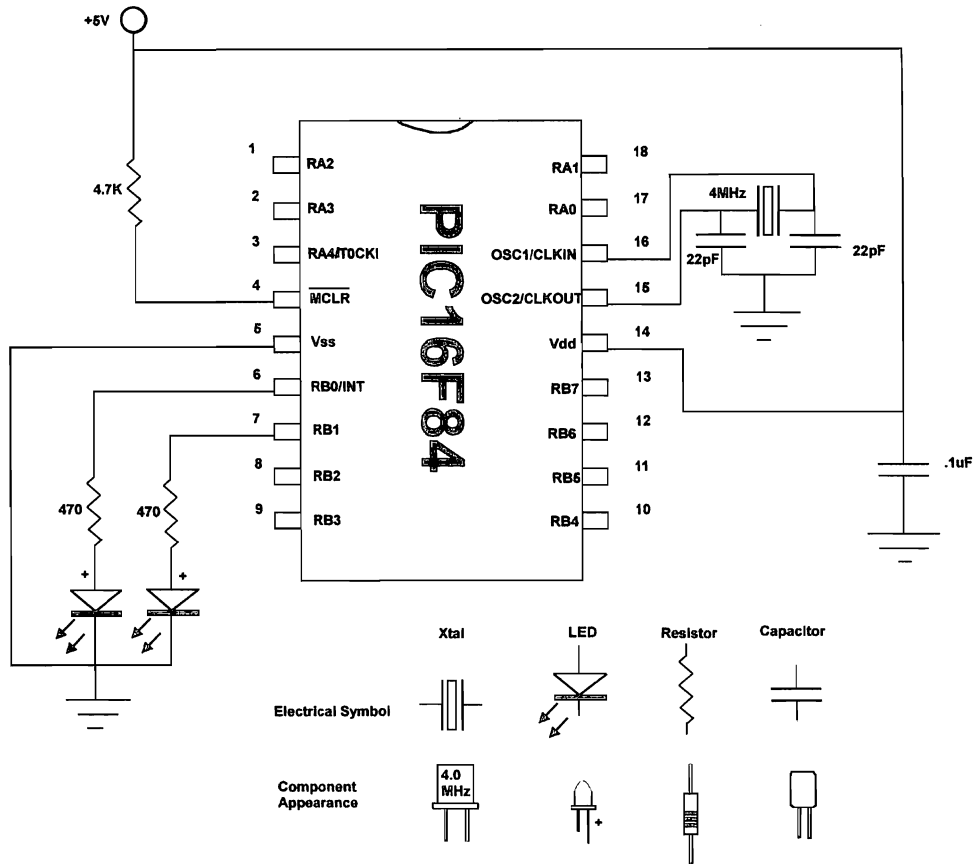 +5V
4.7K
1
RA2
2
RA3
3
RA4/T0CKI
4
MCLR
5
Vss
6
RB0/INT
7
RB1
8
RB2
9
RB3
PIC16F84
18
RA1
17
RA0
16
OSC1/CLKIN
15
OSC2/CLKOUT
14
Vdd
13
RB7
12
RB6
11
RB5
10
RB4
4MHz
22pF
22pF
.1uF
470
470
+
+
Xtal
LED
Resistor
Capacitor
Electrical Symbol
Component
Appearance
4.0
MHz
+